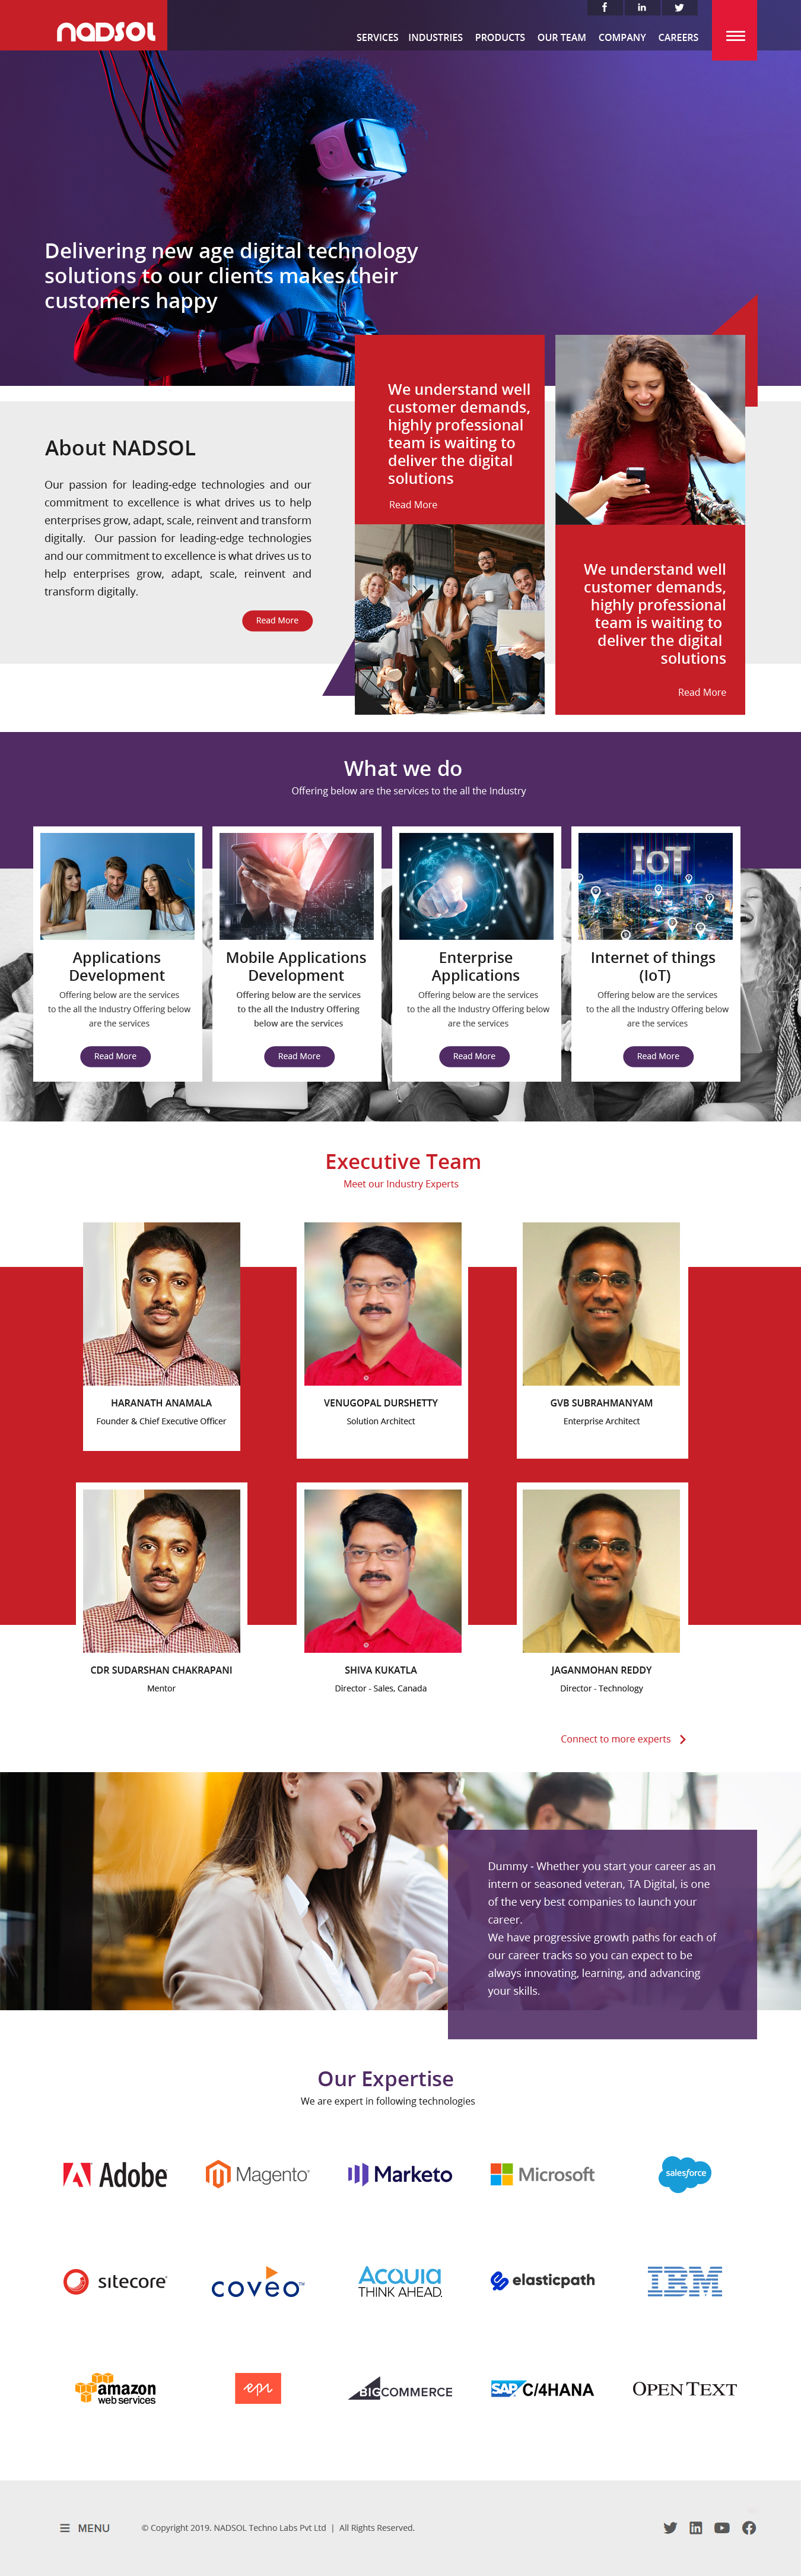 nadsol
f in
SERVICES INDUSTRIES PRODUCTS OUR TEAM COMPANY CAREERS
Delivering new age digital technology
solutions to our clients makes their
customers happy
We understand well
customer demands,
highly professional
team is waiting to
deliver the digital
solutions
Read More
About NADSOL
Our passion for leading-edge technologies and our
commitment to excellence is what drives us to help
enterprises grow, adapt, scale, reinvent and transform
digitally. Our passion for leading-edge technologies
and our commitment to excellence is what drives us to
help enterprises grow, adapt, scale, reinvent and
transform digitally.
Read More
We understand well
customer demands,
highly professional
team is waiting to
deliver the digital
solutions
Read More
What we do
Offering below are the services to the all the Industry
IoT
Applications
Development
Offering below are the services
to the all the Industry Offering below
are the services
Read More
Mobile Applications
Development
Offering below are the services
to the all the Industry Offering
below are the services
Read More
Enterprise
Applications
Offering below are the services
to the all the Industry Offering below
are the services
Read More
Internet of things
(IoT)
Offering below are the services
to the all the Industry Offering below
are the services
Read More
Executive Team
Meet our Industry Experts
HARANATH ANAMALA
Founder & Chief Executive Officer
VENUGOPAL DURSHETTY
Solution Architect
GVB SUBRAHMANYAM
Enterprise Architect
CDR SUDARSHAN CHAKRAPANI
Mentor
SHIVA KUKATLA
Director - Sales, Canada
JAGANMOHAN REDDY
Director - Technology
Connect to more experts
Dummy - Whether you start your career as an
intern or seasoned veteran, TA Digital, is one
of the very best companies to launch your
career.
We have progressive growth paths for each of
our career tracks so you can expect to be
always innovating, learning, and advancing
your skills.
Our Expertise
We are expert in following technologies
Adobe
Magento®
Marketo
Microsoft
salesforce
sitecore®
coveo™
Acquia
THINK AHEAD.
elasticpath
IBM
amazon
web services
epi
BIGCOMMERCE
SAP C/4HANA
OPEN TEXT
MENU
© Copyright 2019. NADSOL Techno Labs Pvt Ltd | All Rights Reserved.
in